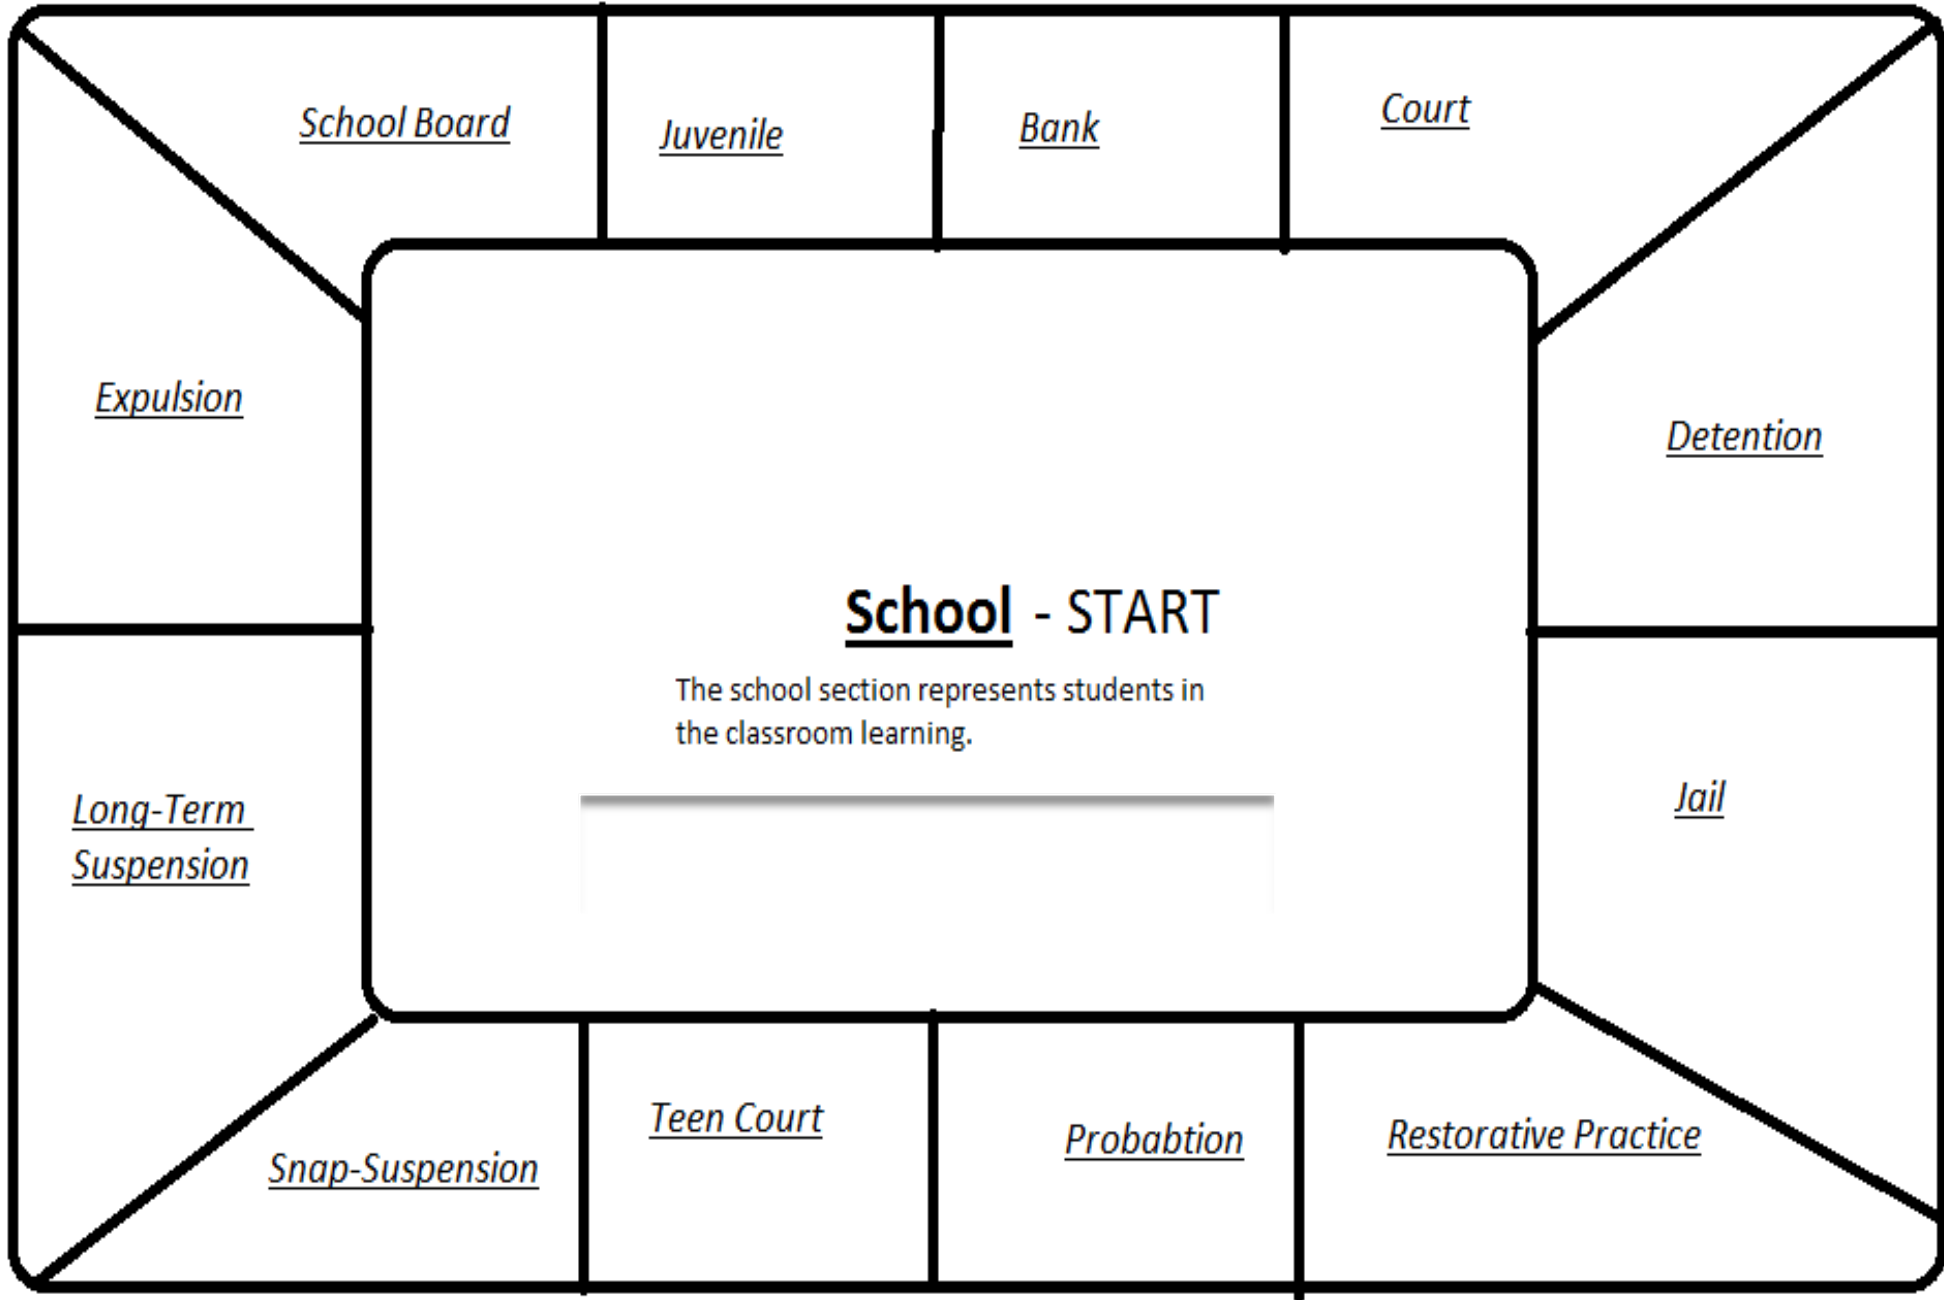 School Board
Juvenile
Bank
Court
Expulsion
Detention
School - START
The school section represents students in
the classroom learning.
Long-Term
Suspension
Jail
Snap-Suspension
Teen Court
Probabtion
Restorative Practice